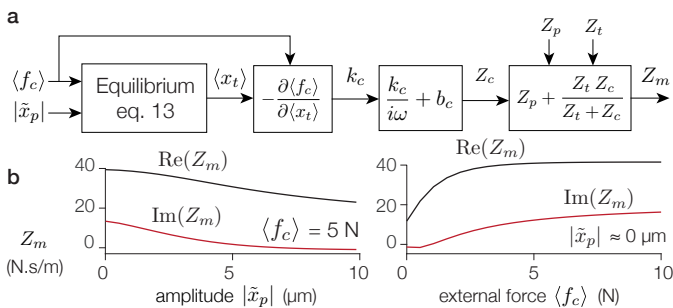 a
⟨f_c⟩
|x̃_p|
Equilibrium
eq. 13
⟨x_t⟩
−∂⟨f_c⟩/∂⟨x_t⟩
k_c
k_c/iω + b_c
Z_c
Z_p Z_t
Z_p + Z_t Z_c/(Z_t + Z_c)
Z_m
b
Z_m
(N.s/m)
40
20
0
Re(Z_m)
Im(Z_m)
⟨f_c⟩ = 5 N
0 5 10
amplitude |x̃_p| (μm)
40
20
0
Re(Z_m)
Im(Z_m)
|x̃_p| ≈ 0 μm
0 5 10
external force ⟨f_c⟩ (N)